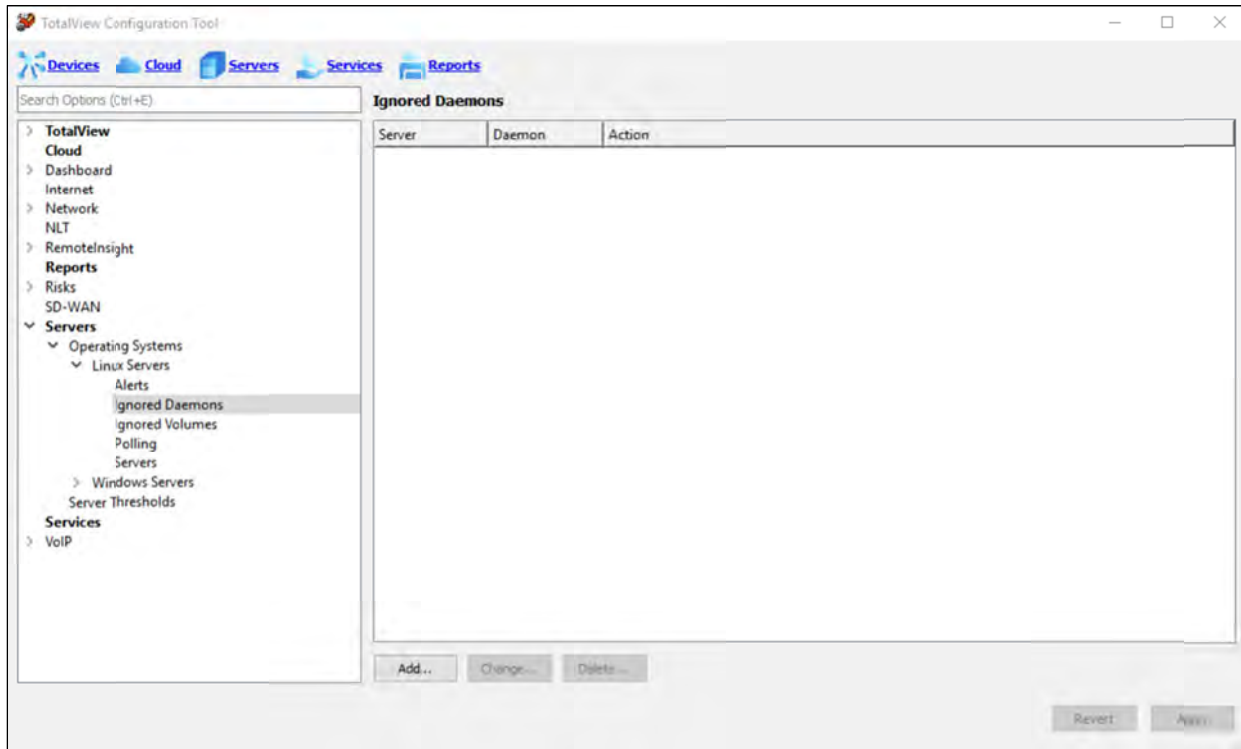 TotalView Configuration Tool
Devices Cloud Servers Services Reports
Search Options (Ctrl+E)
Ignored Daemons
Server Daemon Action
TotalView
Cloud
Dashboard
Internet
Network
NLT
RemoteInsight
Reports
Risks
SD-WAN
Servers
Operating Systems
Linux Servers
Alerts
Ignored Daemons
Ignored Volumes
Polling
Servers
Windows Servers
Server Thresholds
Services
VoIP
Add... Change... Delete...
Revert Apply